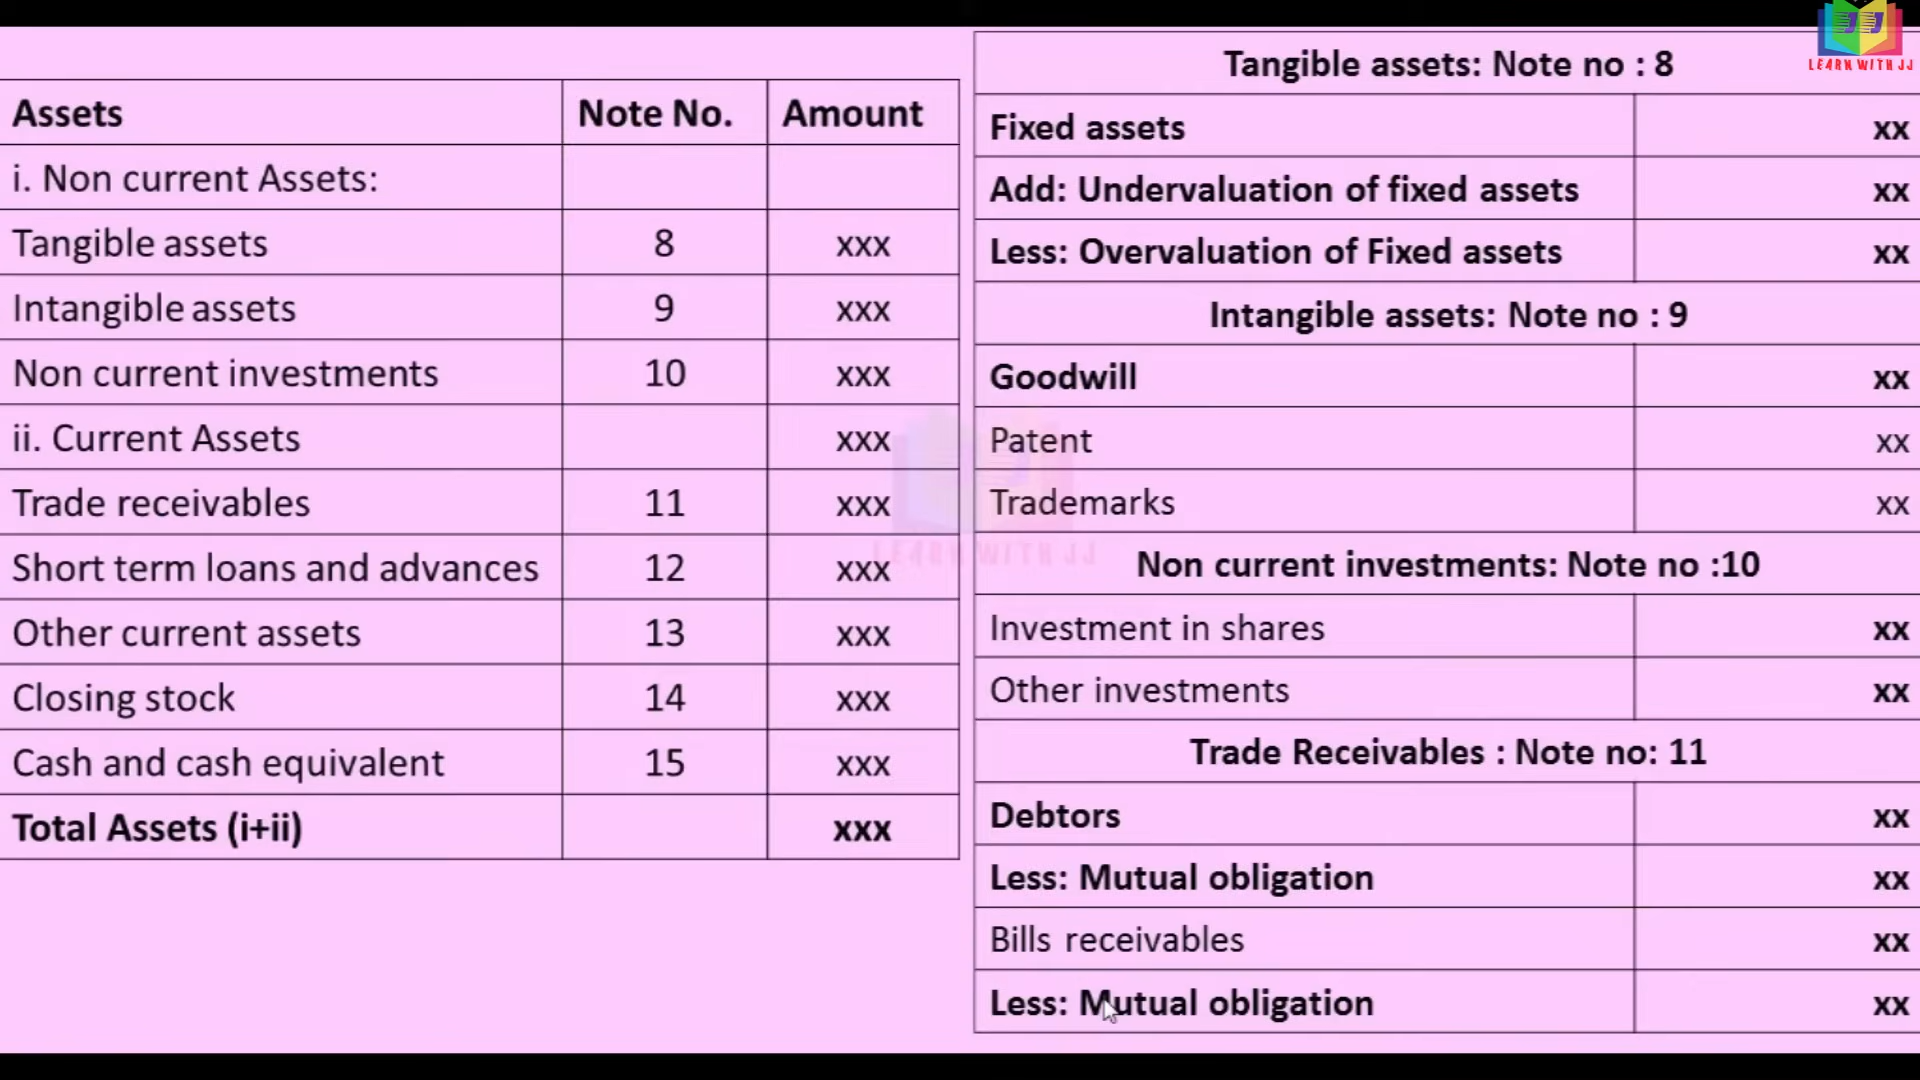 LEARN WITH JJ
Assets Note No. Amount
i. Non current Assets:
Tangible assets 8 xxx
Intangible assets 9 xxx
Non current investments 10 xxx
ii. Current Assets xxx
Trade receivables 11 xxx
Short term loans and advances 12 xxx
Other current assets 13 xxx
Closing stock 14 xxx
Cash and cash equivalent 15 xxx
Total Assets (i+ii) xxx
Tangible assets: Note no : 8
Fixed assets xx
Add: Undervaluation of fixed assets xx
Less: Overvaluation of Fixed assets xx
Intangible assets: Note no : 9
Goodwill xx
Patent xx
Trademarks xx
Non current investments: Note no :10
Investment in shares xx
Other investments xx
Trade Receivables : Note no: 11
Debtors xx
Less: Mutual obligation xx
Bills receivables xx
Less: Mutual obligation xx
LEARN WITH JJ